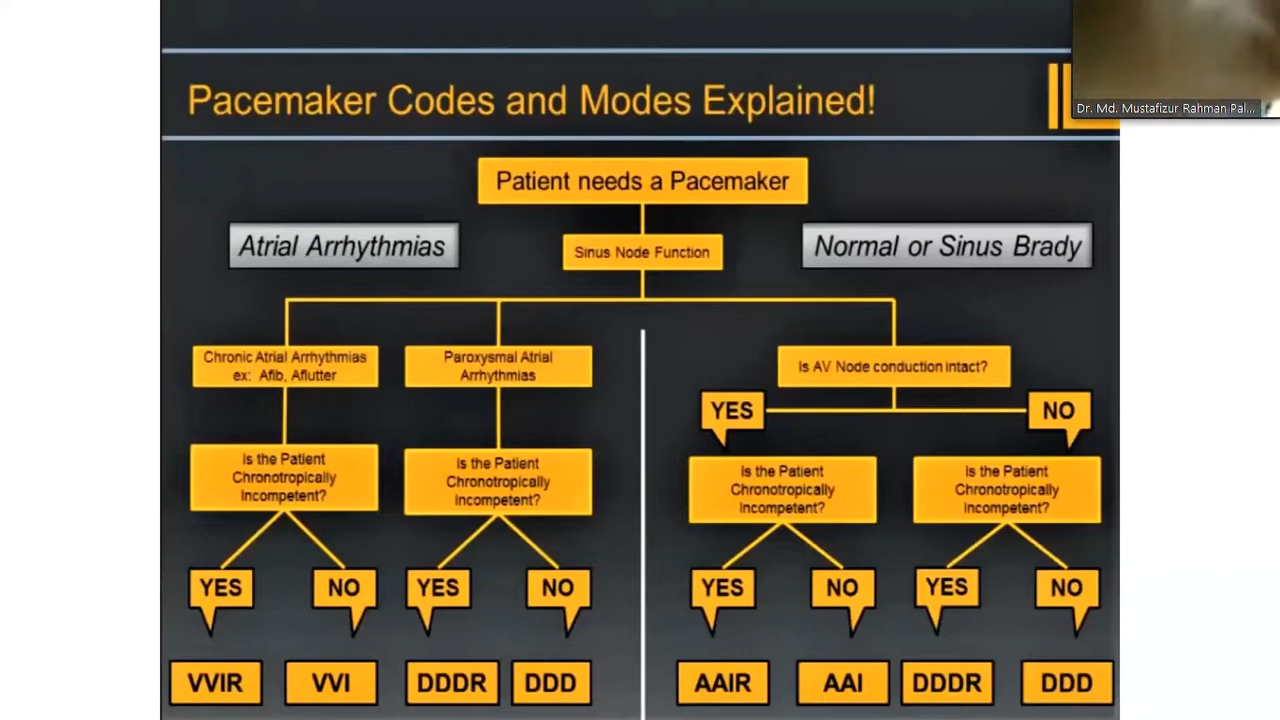 Dr. Md. Mustafizur Rahman Pal...
Pacemaker Codes and Modes Explained!
Patient needs a Pacemaker
Atrial Arrhythmias
Sinus Node Function
Normal or Sinus Brady
Chronic Atrial Arrhythmias
ex: Afib, Aflutter
Paroxysmal Atrial
Arrhythmias
Is AV Node conduction intact?
YES
NO
Is the Patient
Chronotropically
Incompetent?
Is the Patient
Chronotropically
Incompetent?
Is the Patient
Chronotropically
Incompetent?
Is the Patient
Chronotropically
Incompetent?
YES
NO
YES
NO
YES
NO
YES
NO
VVIR
VVI
DDDR
DDD
AAIR
AAI
DDDR
DDD